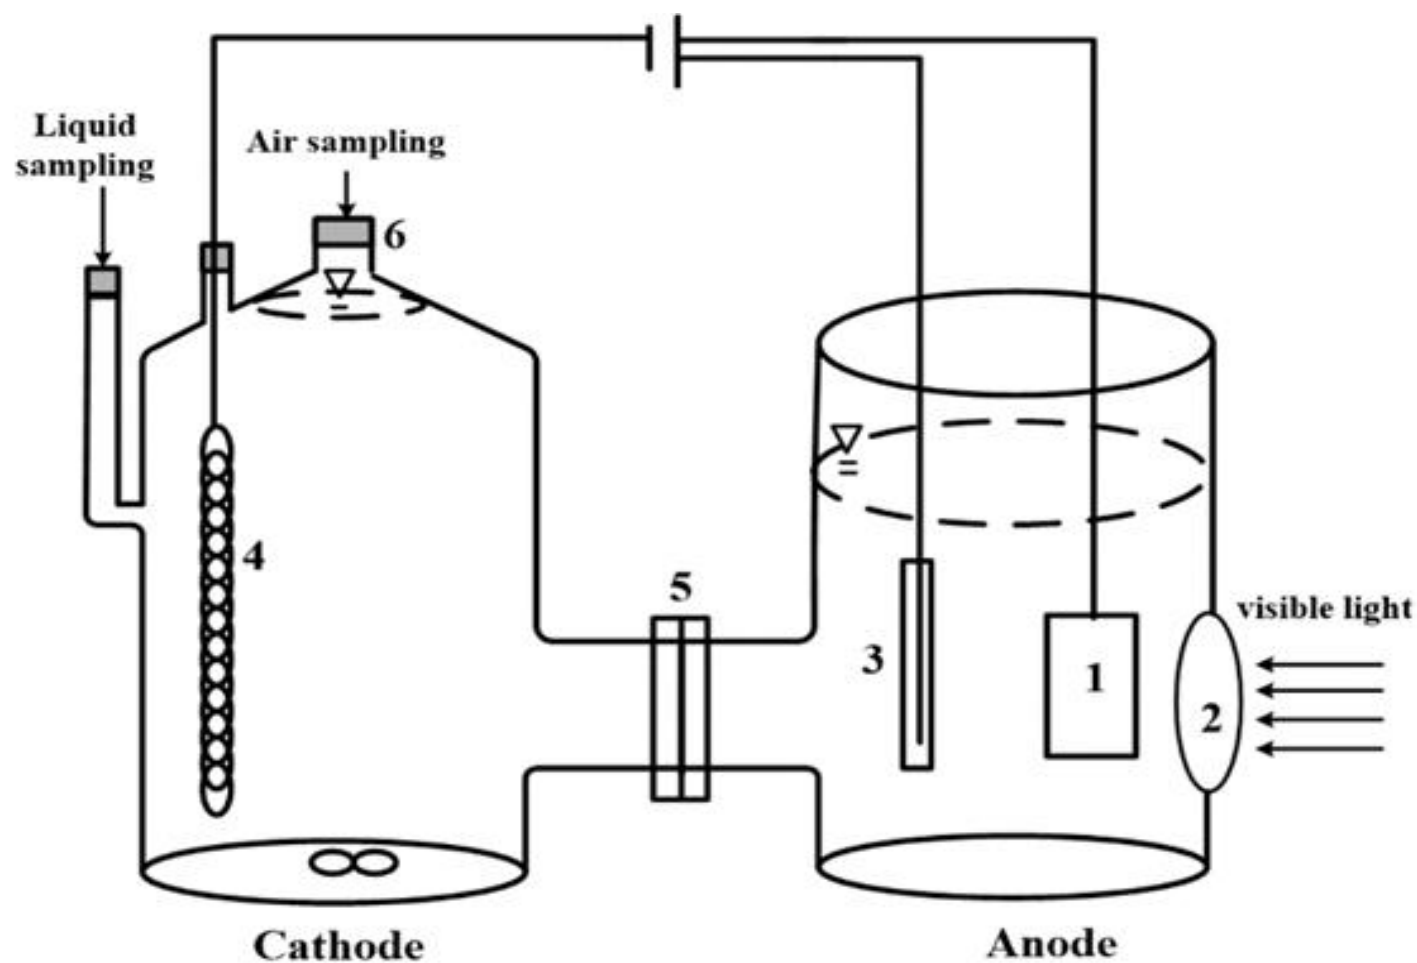 Liquid
sampling
Air sampling
6
4
5
3
1
2
visible light
Cathode
Anode